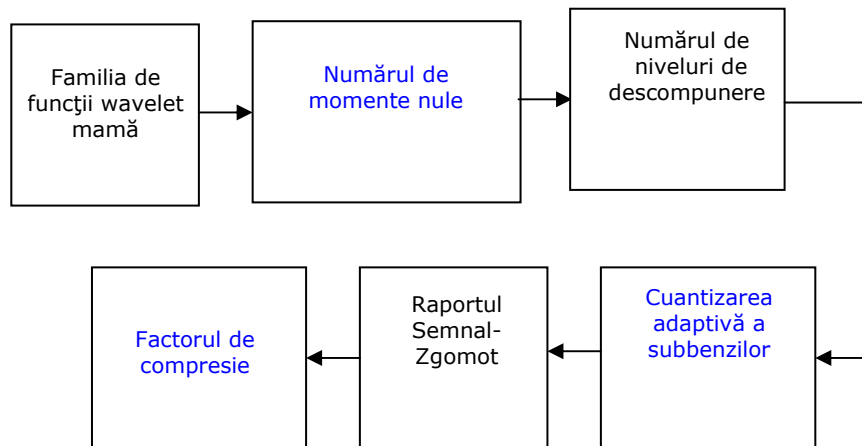 Familia de
funcţii wavelet
mamă
Numărul de
momente nule
Numărul de
niveluri de
descompunere
Factorul de
compresie
Raportul
Semnal-
Zgomot
Cuantizarea
adaptivă a
subbenzilor